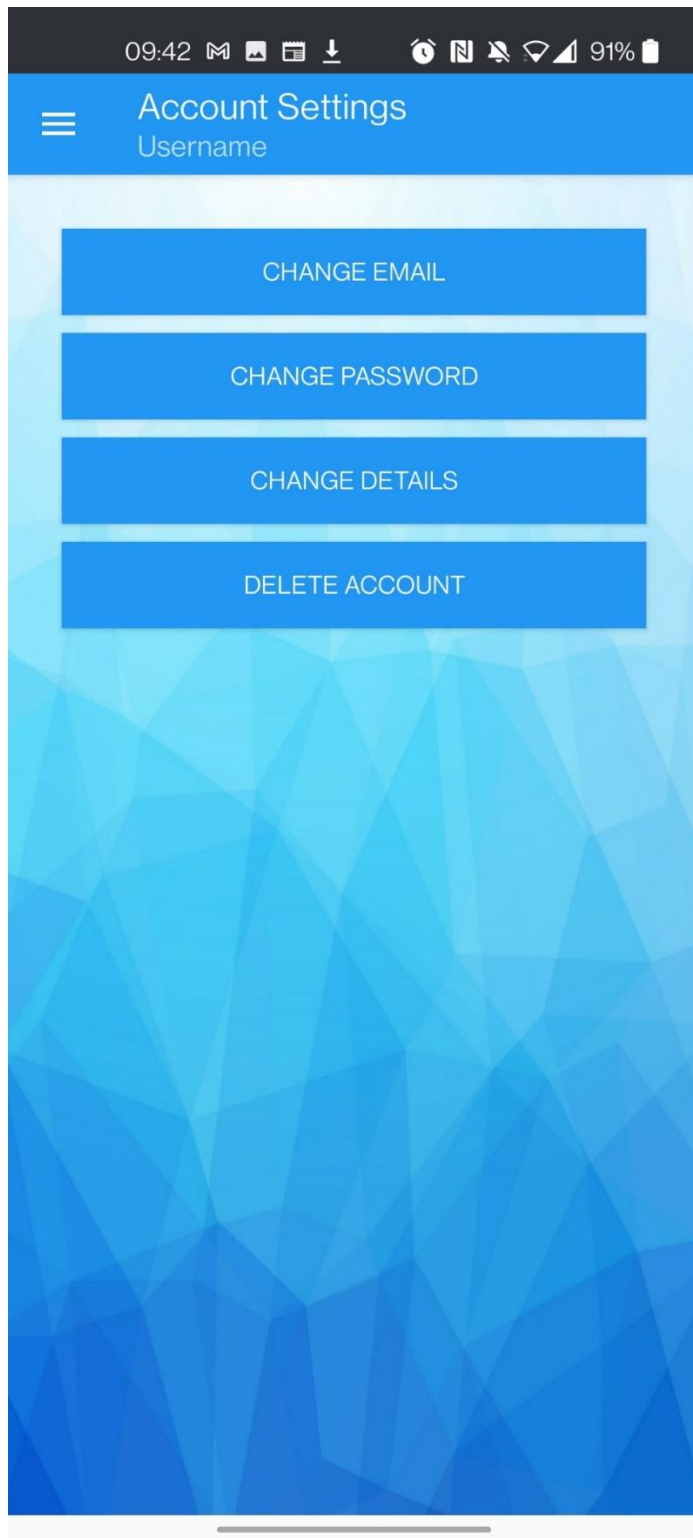 09:42 91%
Account Settings
Username
CHANGE EMAIL
CHANGE PASSWORD
CHANGE DETAILS
DELETE ACCOUNT